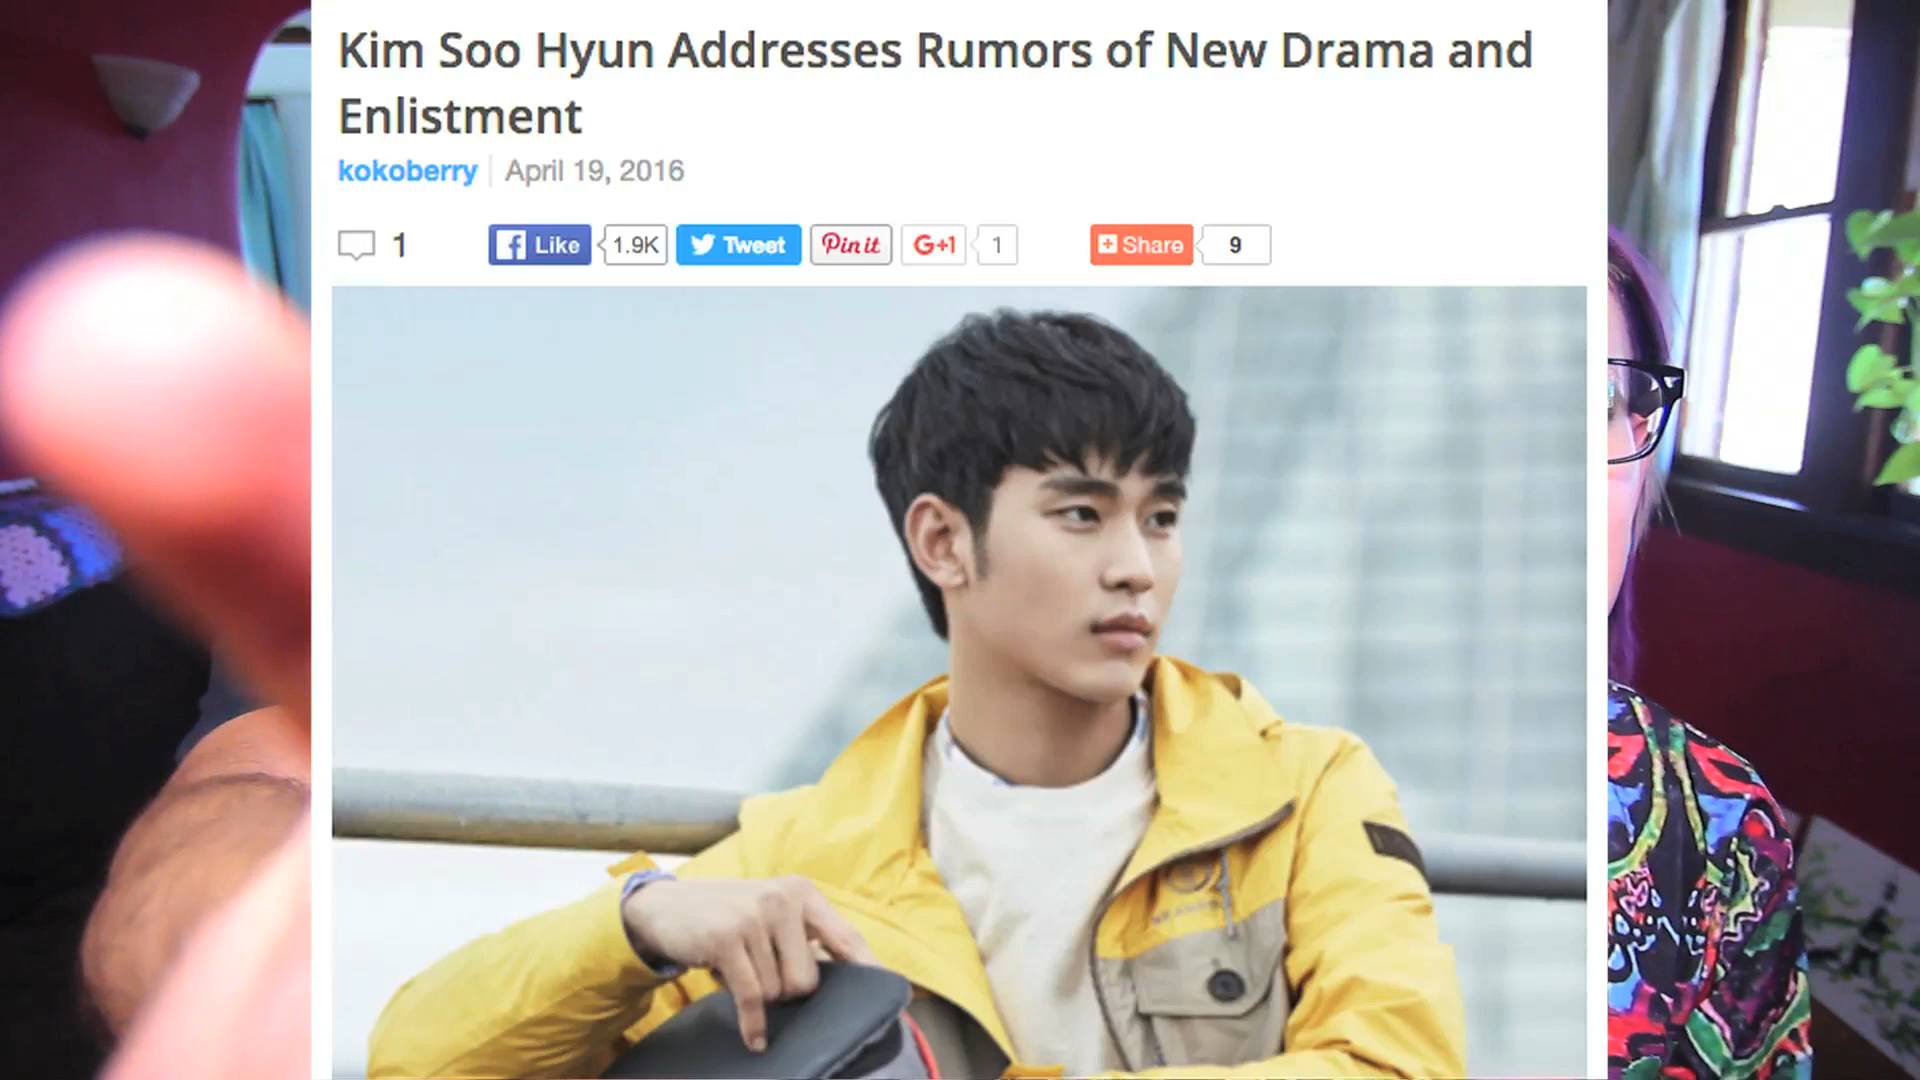 Kim Soo Hyun Addresses Rumors of New Drama and
Enlistment
kokoberry April 19, 2016
1 Like 1.9K Tweet Pin it G+1 1 Share 9